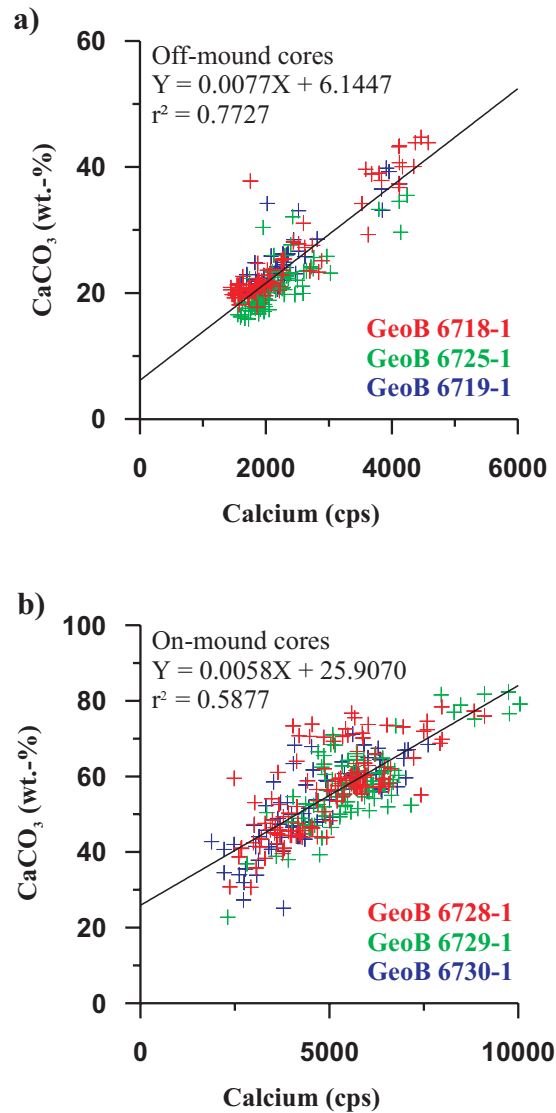 a)
60
40
20
0
CaCO₃ (wt.-%)
Off-mound cores
Y = 0.0077X + 6.1447
r² = 0.7727
GeoB 6718-1
GeoB 6725-1
GeoB 6719-1
0 2000 4000 6000
Calcium (cps)
b)
100
80
60
40
20
0
CaCO₃ (wt.-%)
On-mound cores
Y = 0.0058X + 25.9070
r² = 0.5877
GeoB 6728-1
GeoB 6729-1
GeoB 6730-1
0 5000 10000
Calcium (cps)